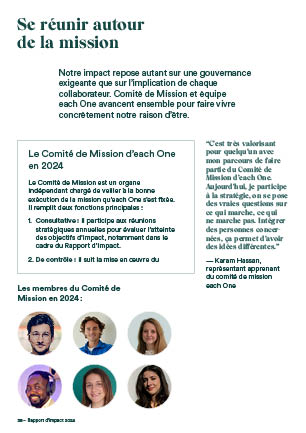 Se réunir autour
de la mission
Notre impact repose autant sur une gouvernance
exigeante que sur l'implication de chaque
collaborateur. Comité de Mission et équipe
each One avancent ensemble pour faire vivre
concrètement notre raison d'être.
Le Comité de Mission d'each One
en 2024
Le Comité de Mission est un organe
indépendant chargé de veiller à la bonne
exécution de la mission qu'each One s'est fixée.
Il remplit deux fonctions principales :
1. Consultative : il participe aux réunions
stratégiques annuelles pour évaluer l'atteinte
des objectifs d'impact, notamment dans le
cadre du Rapport d'Impact.
2. De contrôle : il suit la mise en œuvre du
"C'est très valorisant
pour quelqu'un avec
mon parcours de faire
partie du Comité de
Mission d'each One.
Aujourd'hui, je participe
à la stratégie, on se pose
des vraies questions sur
ce qui marche, ce qui
ne marche pas. Intégrer
des personnes concer-
nées, ça permet d'avoir
des idées différentes."
— Karam Hassan,
représentant apprenant
du comité de mission
each One
Les membres du Comité de
Mission en 2024 :
26 — Rapport d'impact 2024